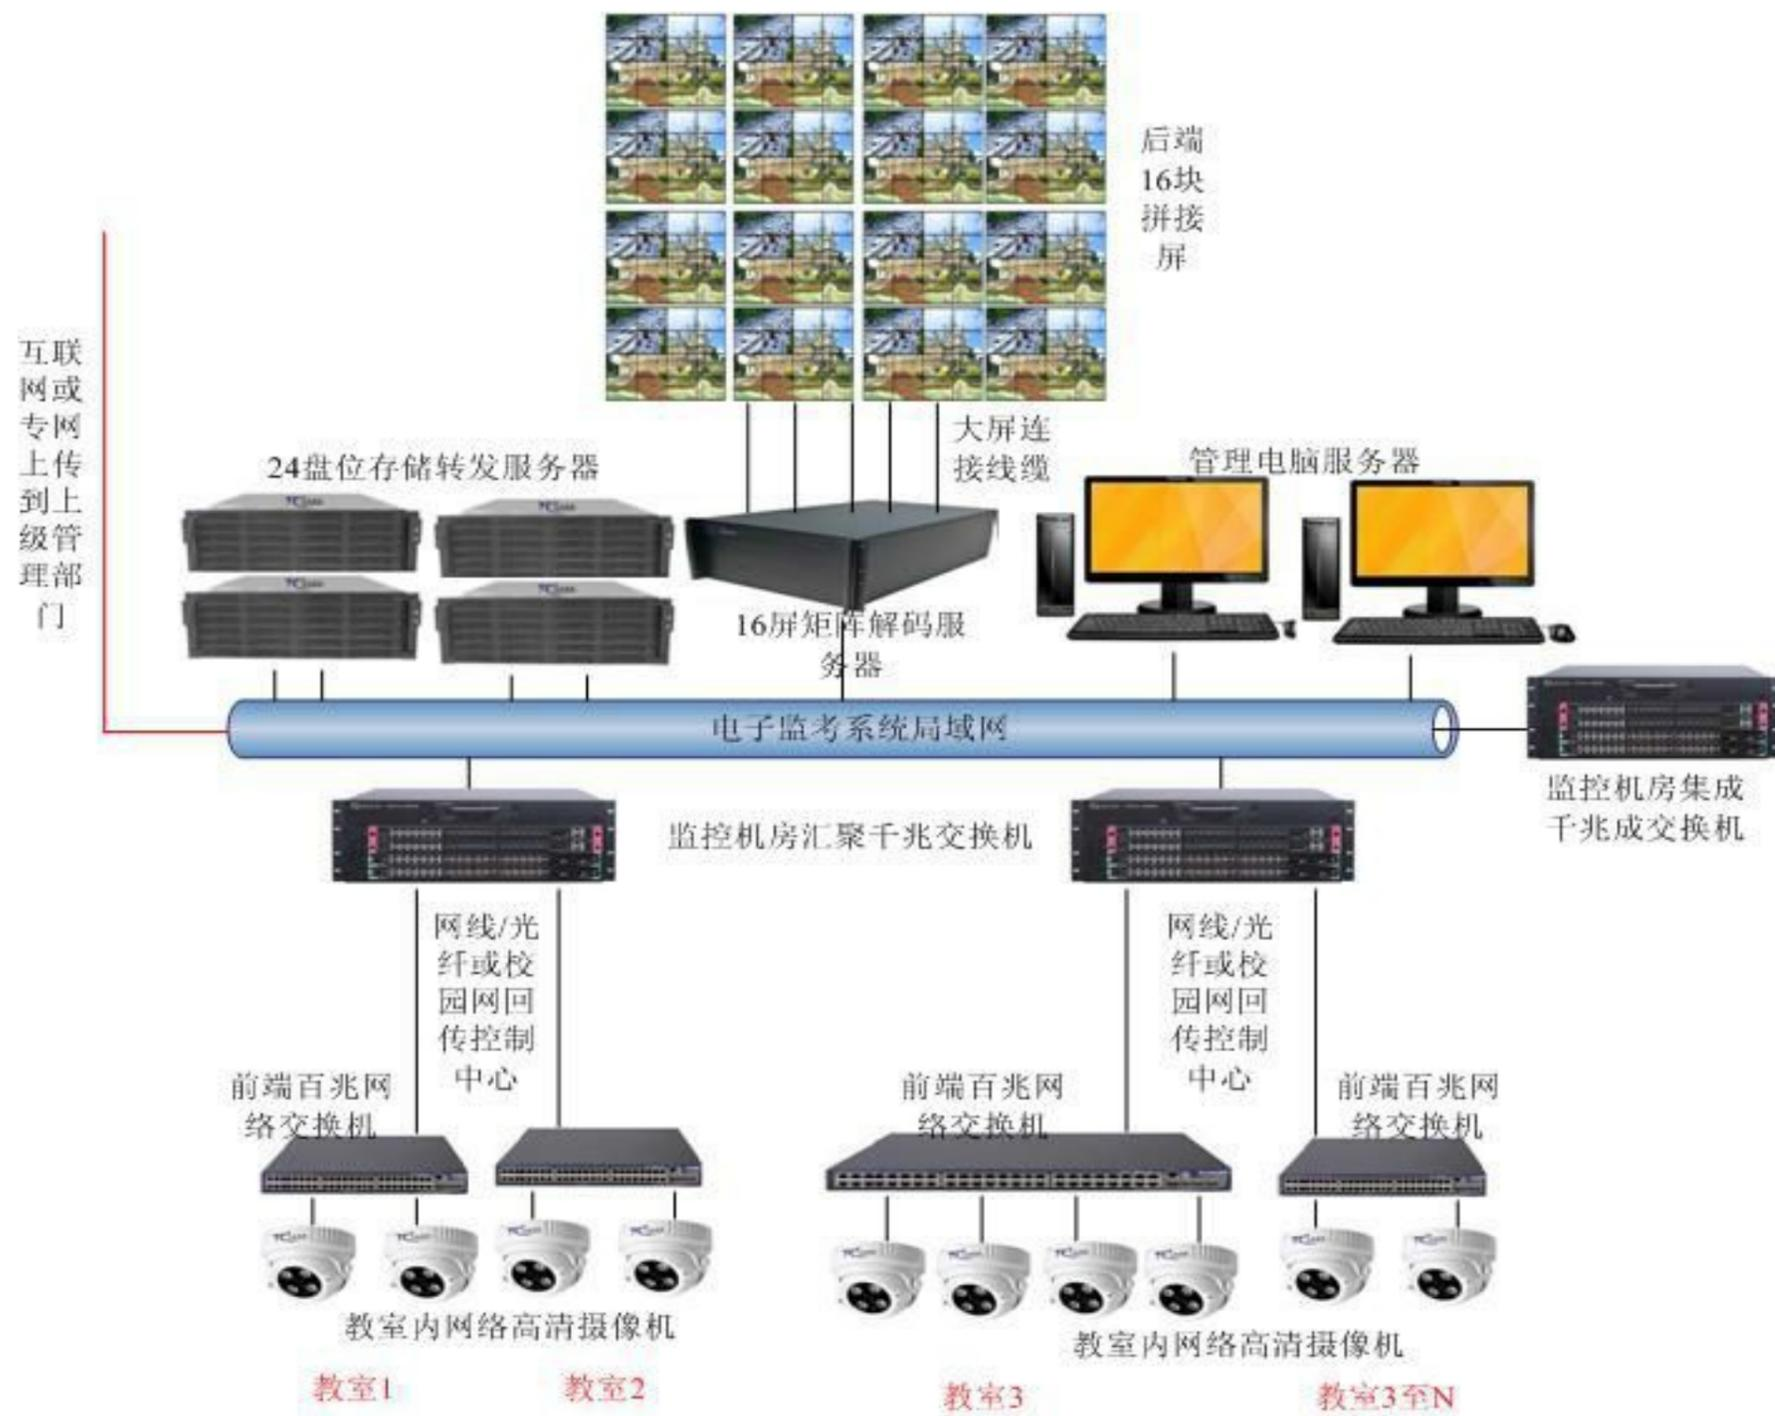 后端
16块
拼接
屏
大屏连
接线缆
互联
网或
专网
上传
到上
级管
理部
门
24盘位存储转发服务器
管理电脑服务器
16屏矩阵解码服
务器
电子监考系统局域网
监控机房集成
千兆成交换机
监控机房汇聚千兆交换机
网线/光
纤或校
园网回
传控制
中心
网线/光
纤或校
园网回
传控制
中心
前端百兆网
络交换机
前端百兆网
络交换机
前端百兆网
络交换机
教室内网络高清摄像机
教室内网络高清摄像机
教室1
教室2
教室3
教室3至N